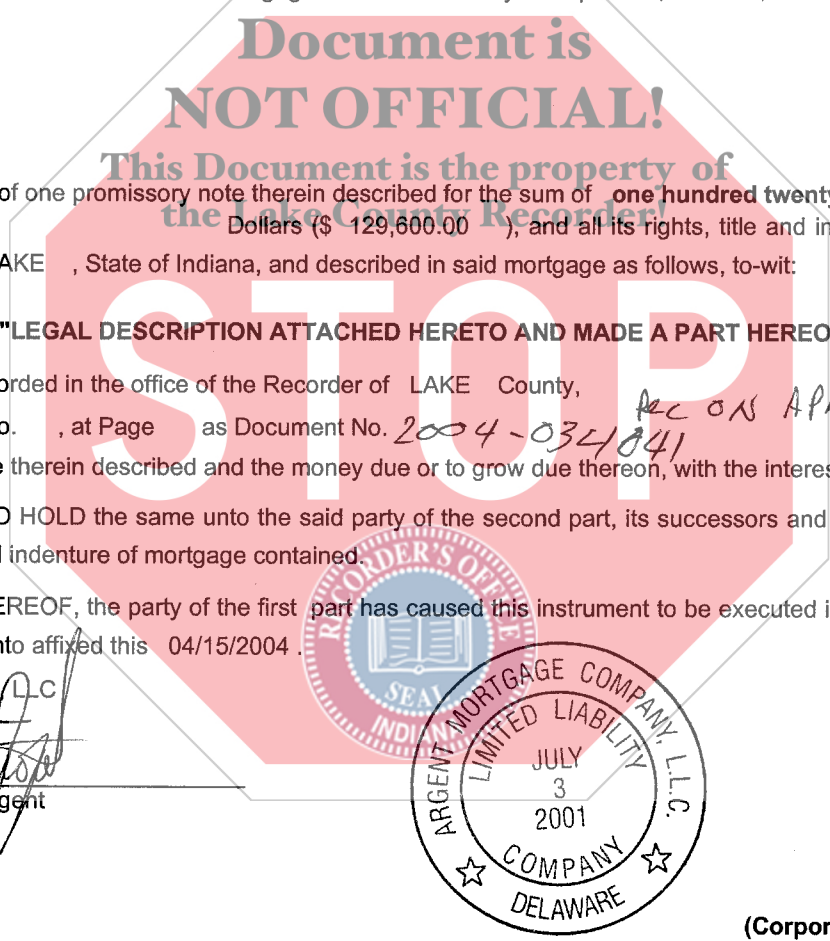 Document is
NOT OFFICIAL!
This Document is the property of
the Lake County Recorder!
of one promissory note therein described for the sum of one hundred twenty
Dollars ($ 129,600.00 ), and all its rights, title and in
AKE , State of Indiana, and described in said mortgage as follows, to-wit:
STOP
"LEGAL DESCRIPTION ATTACHED HERETO AND MADE A PART HEREO
orded in the office of the Recorder of LAKE County,
Rec ON AP
o. , at Page as Document No. 2004-034041
e therein described and the money due or to grow due thereon, with the interes
O HOLD the same unto the said party of the second part, its successors and
l indenture of mortgage contained.
EREOF, the party of the first part has caused this instrument to be executed i
nto affixed this 04/15/2004 .
RECORDER'S OFFICE
SEAL
INDIANA
LLC
gent
ARGENT MORTGAGE COMPANY, L.L.C.
LIMITED LIABILITY
JULY
3
2001
COMPANY
DELAWARE
(Corpor